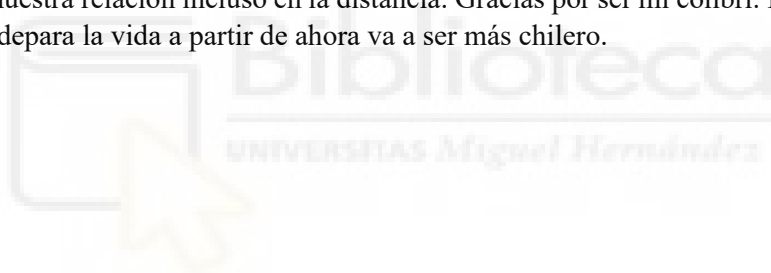 nuestra relación incluso en la distancia. Gracias por ser mi colibrí.
depara la vida a partir de ahora va a ser más chilero.
Biblioteca
UNIVERSITAS Miguel Hernández